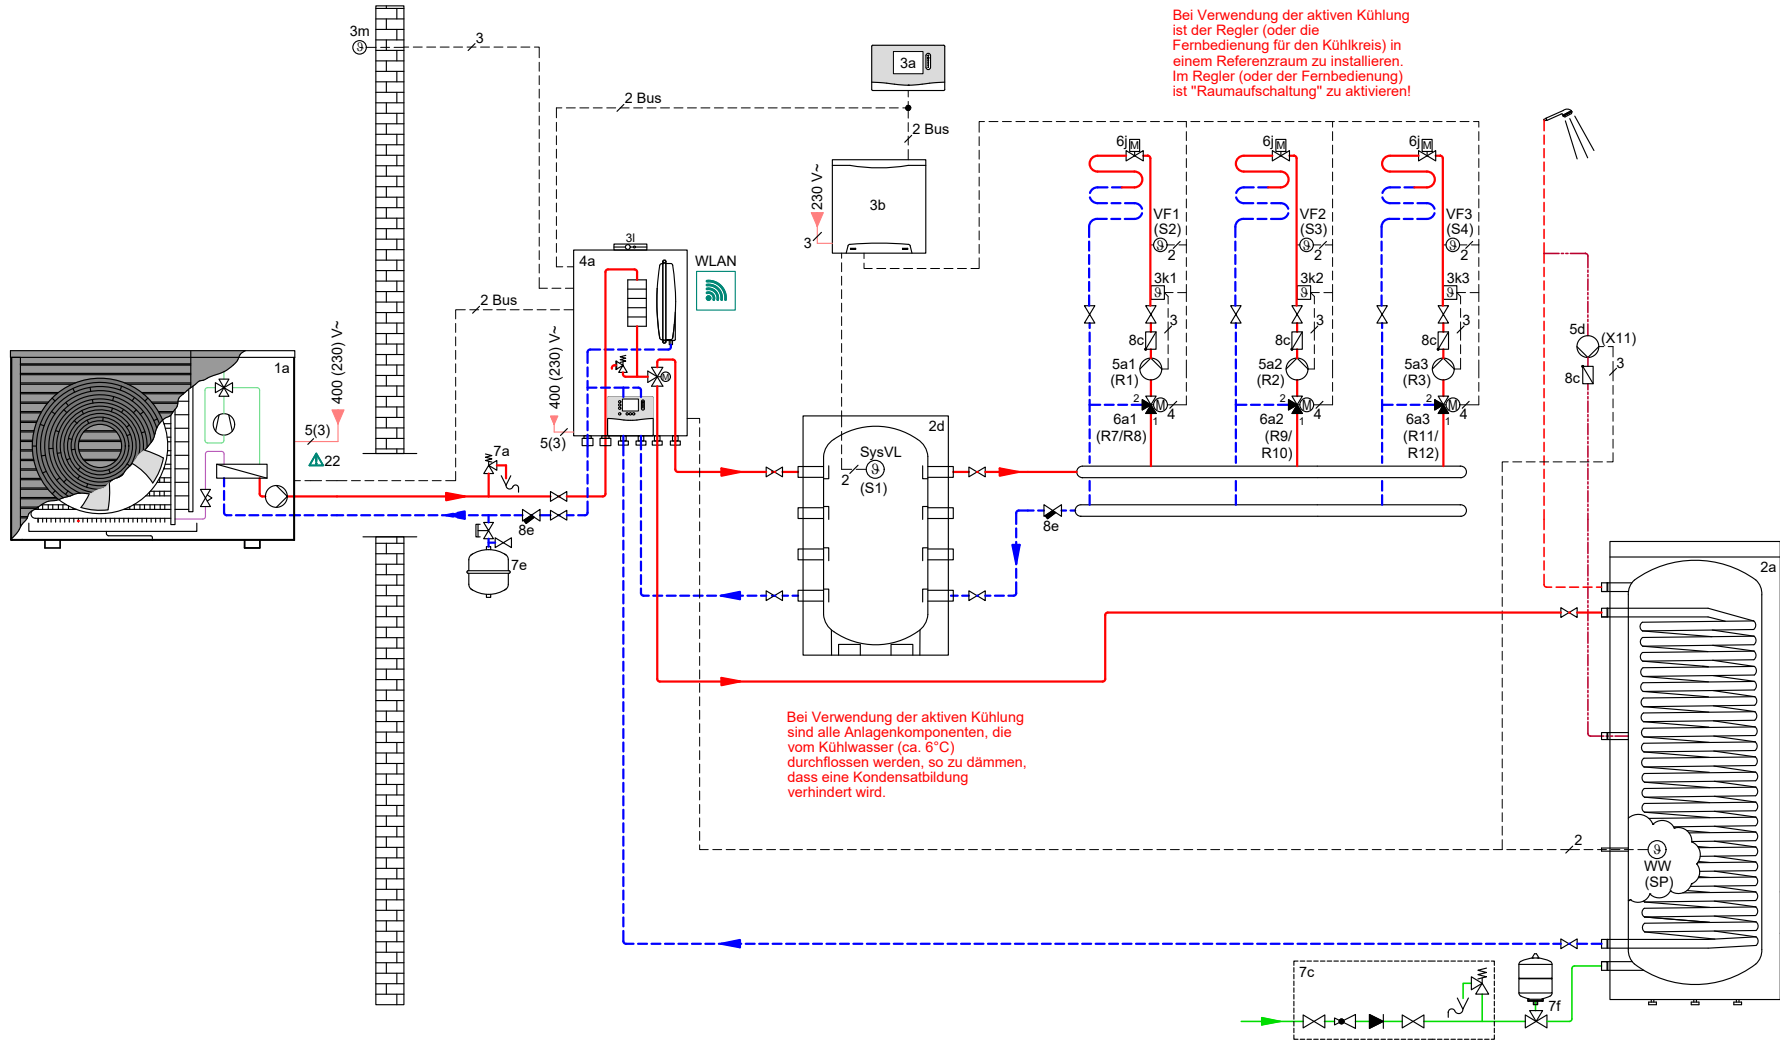 Bei Verwendung der aktiven Kühlung
ist der Regler (oder die
Fernbedienung für den Kühlkreis) in
einem Referenzraum zu installieren.
Im Regler (oder der Fernbedienung)
ist "Raumaufschaltung" zu aktivieren!
3m
3
3a
2 Bus
2 Bus
230 V~
3
3b
6j
M
6j
M
6j
M
VF1
(S2)
2
VF2
(S3)
2
VF3
(S4)
2
3l
4a
WLAN
2 Bus
3k1
3k2
3k3
3
3
3
8c
8c
8c
5a1
(R1)
5a2
(R2)
5a3
(R3)
5d
(X11)
3
8c
1a
400 (230) V~
5(3)
22
400 (230) V~
5(3)
M
2
M
4
1
6a1
(R7/R8)
2
M
4
1
6a2
(R9/
R10)
2
M
4
1
6a3
(R11/
R12)
2d
SysVL
2
(S1)
7a
8e
7e
8e
2a
Bei Verwendung der aktiven Kühlung
sind alle Anlagenkomponenten, die
vom Kühlwasser (ca. 6°C)
durchflossen werden, so zu dämmen,
dass eine Kondensatbildung
verhindert wird.
2
WW
(SP)
7c
7f